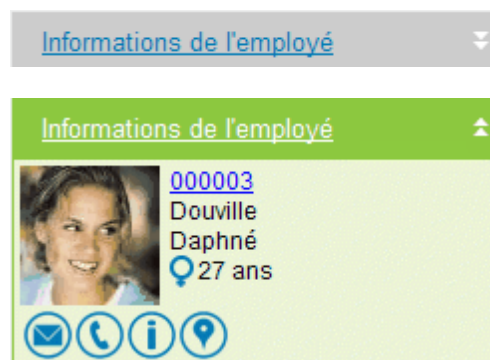 Informations de l'employé
Informations de l'employé
000003
Douville
Daphné
27 ans